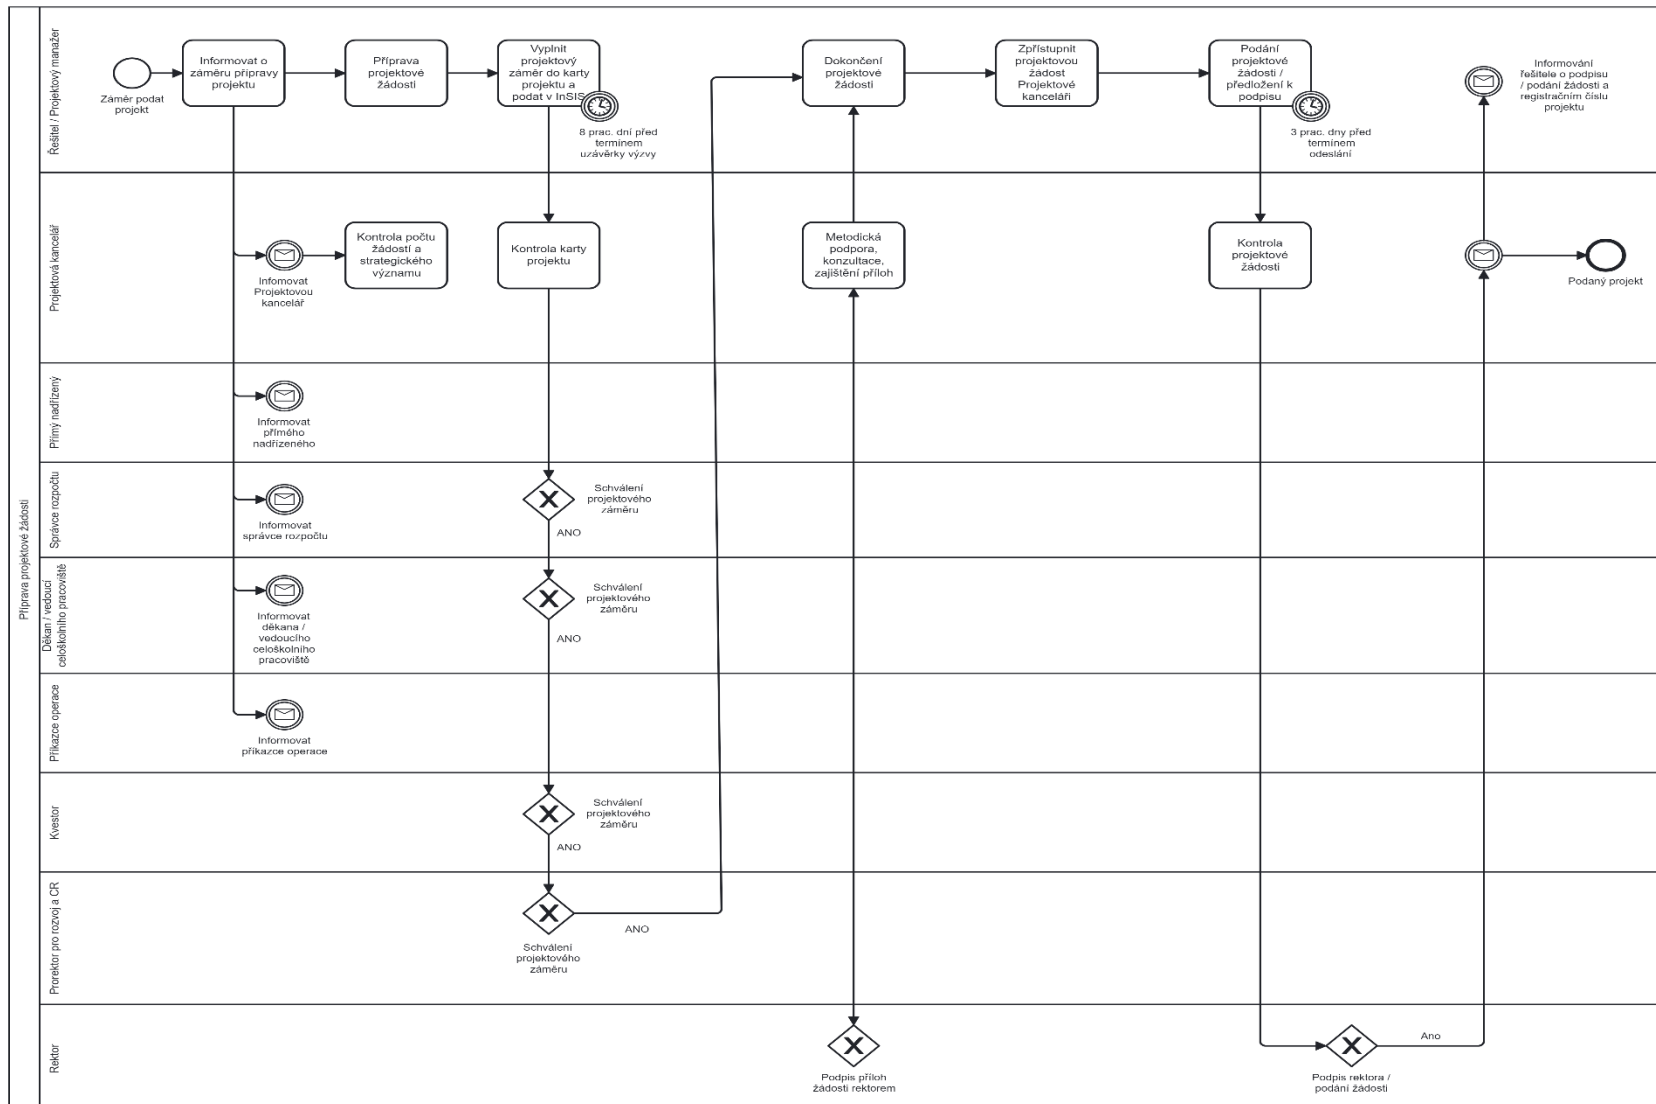 Příprava projektové žádosti
Řešitel / Projektový manažer
Záměr podat
projekt
Informovat o
záměru přípravy
projektu
Příprava
projektové
žádosti
Vyplnit
projektový
záměr do karty
projektu a
podat v InSIS
8 prac. dní před
termínem
uzávěrky výzvy
Dokončení
projektové
žádosti
Zpřístupnit
projektovou
žádost
Projektové
kanceláři
Podání
projektové
žádosti /
předložení k
podpisu
3 prac. dny před
termínem
odeslání
Informování
řešitele o podpisu
/ podání žádosti a
registračním číslu
projektu
Projektová kancelář
Infomovat
Projektovou
kancelář
Kontrola počtu
žádostí a
strategického
významu
Kontrola karty
projektu
Metodická
podpora,
konzultace,
zajištění příloh
Kontrola
projektové
žádosti
Podaný projekt
Přímý nadřízený
Informovat
přímého
nadřízeného
Správce rozpočtu
Informovat
správce rozpočtu
Schválení
projektového
záměru
ANO
Děkan / vedoucí
celoškolního pracoviště
Informovat
děkana /
vedoucího
celoškolního
pracoviště
Schválení
projektového
záměru
ANO
Příkazce operace
Informovat
příkazce operace
Kvestor
Schválení
projektového
záměru
ANO
Prorektor pro rozvoj a CR
Schválení
projektového
záměru
ANO
Rektor
Podpis příloh
žádosti rektorem
Podpis rektora /
podání žádosti
Ano